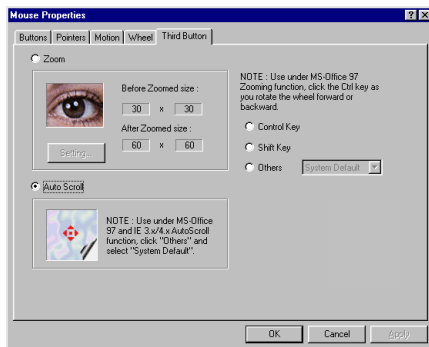 Mouse Properties
Buttons Pointers Motion Wheel Third Button
Zoom
Before Zoomed size :
30 x 30
After Zoomed size :
60 x 60
Setting...
NOTE : Use under MS-Office 97
Zooming function, click the Ctrl key as
you rotate the wheel forward or
backward.
Control Key
Shift Key
Others System Default
Auto Scroll
NOTE : Use under MS-Office
97 and IE 3.x/4.x AutoScroll
function, click "Others" and
select "System Default".
OK Cancel Apply